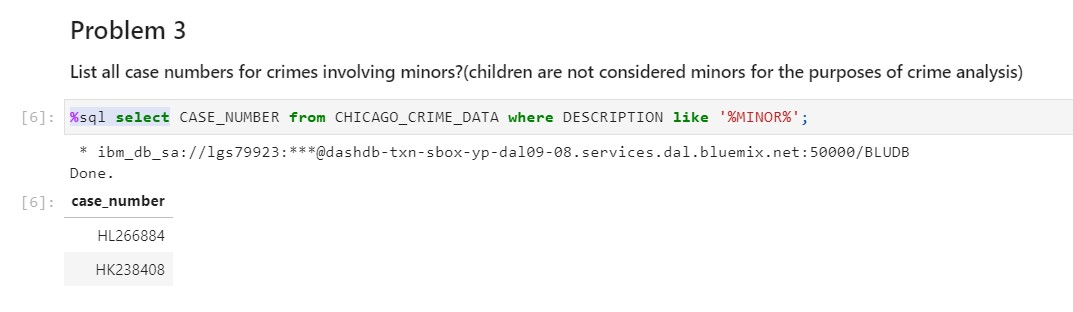 Problem 3
List all case numbers for crimes involving minors?(children are not considered minors for the purposes of crime analysis)
[6]: %sql select CASE_NUMBER from CHICAGO_CRIME_DATA where DESCRIPTION like '%MINOR%';
* ibm_db_sa://lgs79923:***@dashdb-txn-sbox-yp-dal09-08.services.dal.bluemix.net:50000/BLUDB
Done.
[6]: case_number
HL266884
HK238408